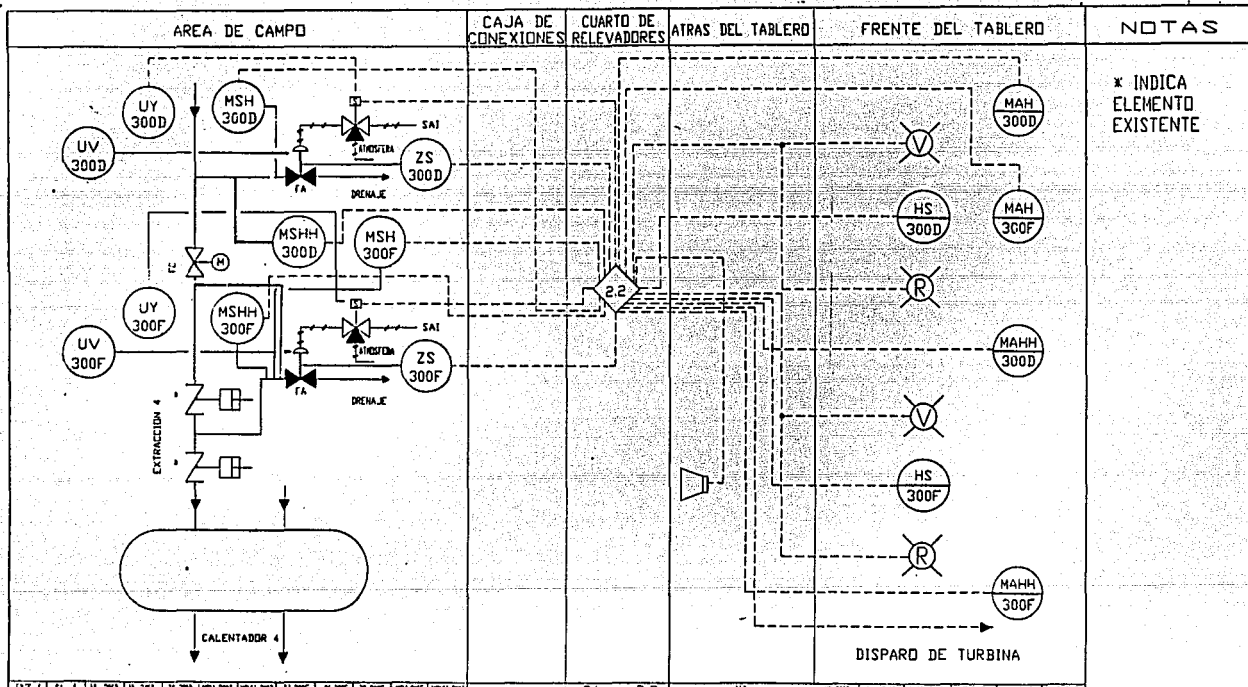 AREA DE CAMPO
CAJA DE
CONEXIONES
CUARTO DE
RELEVADORES
ATRAS DEL TABLERO
FRENTE DEL TABLERO
NOTAS
* INDICA
ELEMENTO
EXISTENTE
UY
300D
MSH
300D
S
SAI
ATMOSFERA
UV
300D
ZS
300D
FA
DRENAJE
MSHH
300D
MSH
300F
FC
M
UY
300F
MSHH
300F
S
SAI
ATMOSFERA
UV
300F
ZS
300F
FA
DRENAJE
*
EXTRACCION 4
*
CALENTADOR 4
2.2
MAH
300D
V
HS
300D
MAH
300F
R
MAHH
300D
V
HS
300F
R
MAHH
300F
DISPARO DE TURBINA